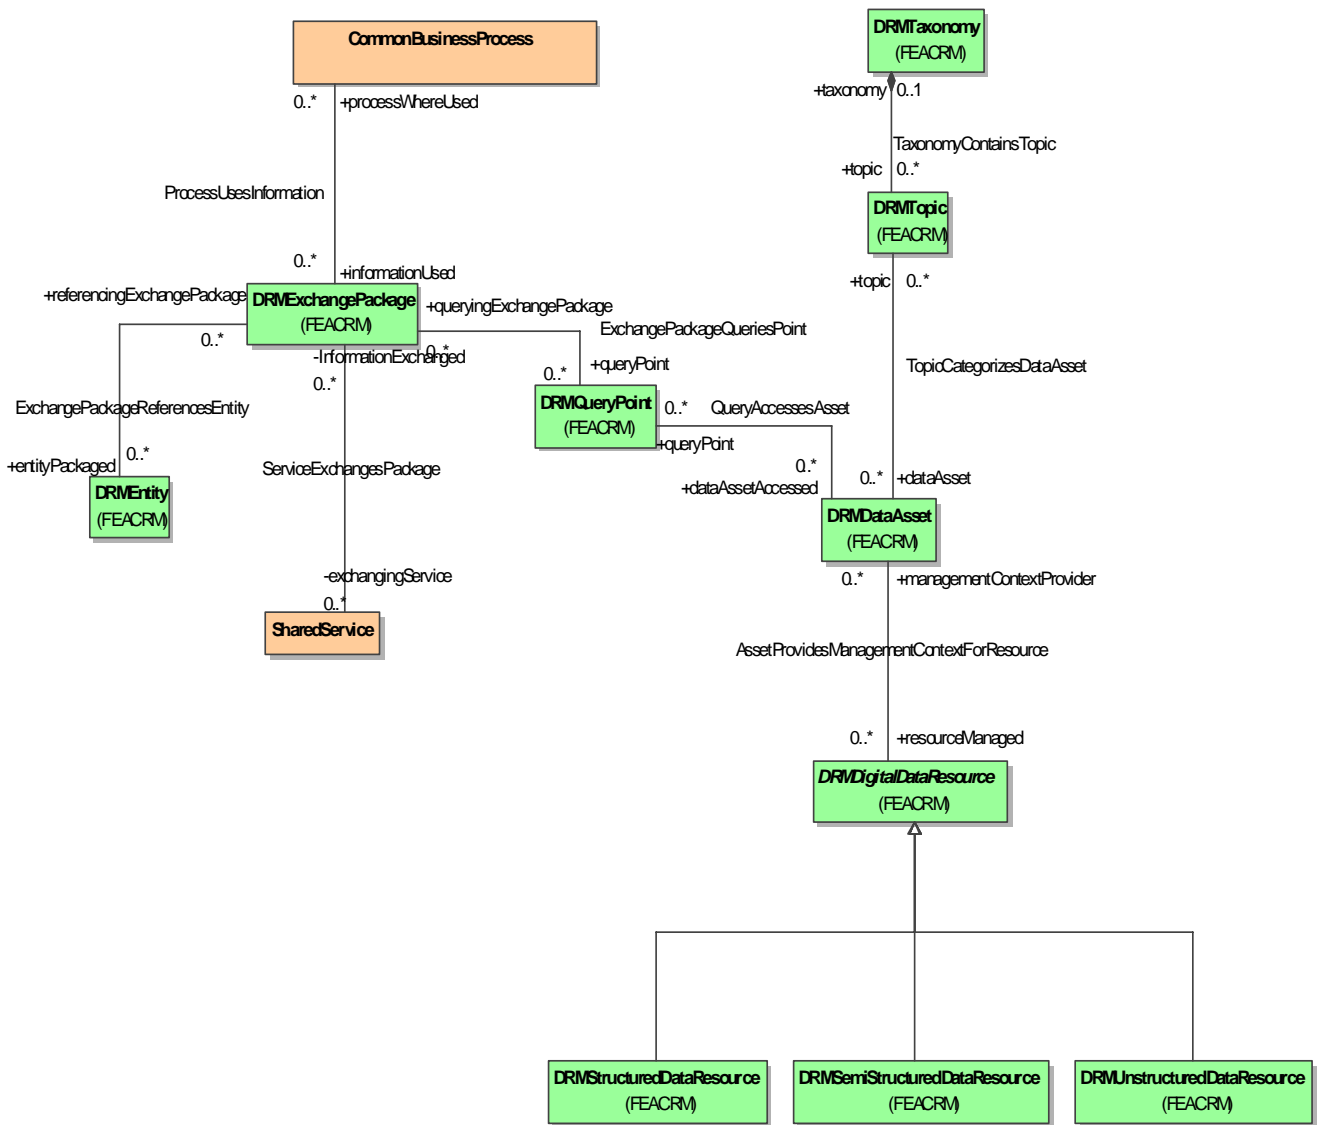 CommonBusinessProcess
0..*
+processWhereUsed
ProcessUsesInformation
0..*
+informationUsed
DRMTaxonomy
(FEACRM)
+taxonomy
0..1
TaxonomyContainsTopic
+topic
0..*
DRMTopic
(FEACRM)
+topic
0..*
+referencingExchangePackage
DRMExchangePackage
(FEACRM)
+queryingExchangePackage
0..*
-InformationExchanged
0..*
0..*
ExchangePackageQueriesPoint
+queryPoint
0..*
TopicCategorizesDataAsset
ExchangePackageReferencesEntity
DRMQueryPoint
(FEACRM)
0..*
QueryAccessesAsset
+queryPoint
0..*
+dataAssetAccessed
0..*
+entityPackaged
DRMEntity
(FEACRM)
ServiceExchangesPackage
0..*
+dataAsset
DRMDataAsset
(FEACRM)
-exchangingService
0..*
SharedService
0..*
+managementContextProvider
AssetProvidesManagementContextForResource
0..*
+resourceManaged
DRMDigitalDataResource
(FEACRM)
DRMStructuredDataResource
(FEACRM)
DRMSemiStructuredDataResource
(FEACRM)
DRMUnstructuredDataResource
(FEACRM)